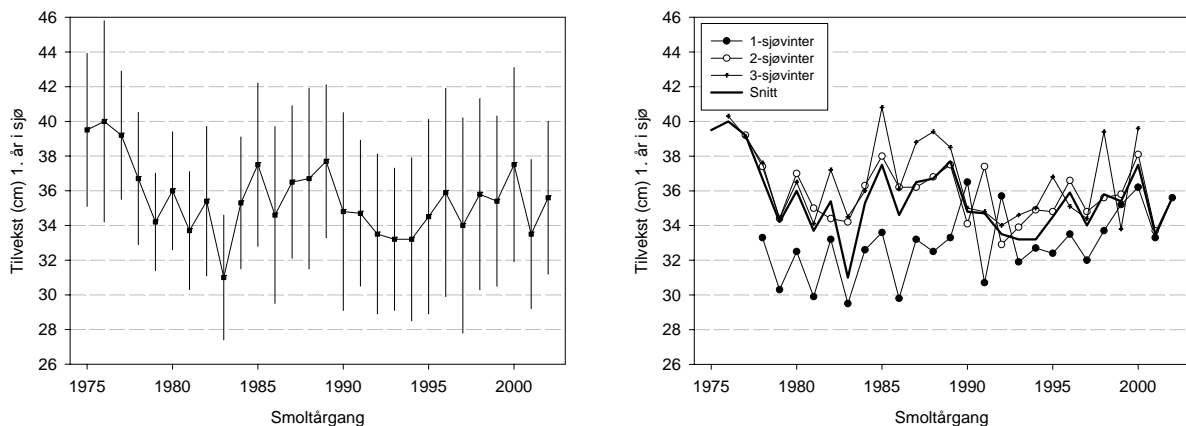 46
44
42
40
38
36
34
32
30
28
26
Tilvekst (cm) 1. år i sjø
1975 1980 1985 1990 1995 2000
Smoltårgang
46
44
42
40
38
36
34
32
30
28
26
Tilvekst (cm) 1. år i sjø
1-sjøvinter
2-sjøvinter
3-sjøvinter
Snitt
1975 1980 1985 1990 1995 2000
Smoltårgang